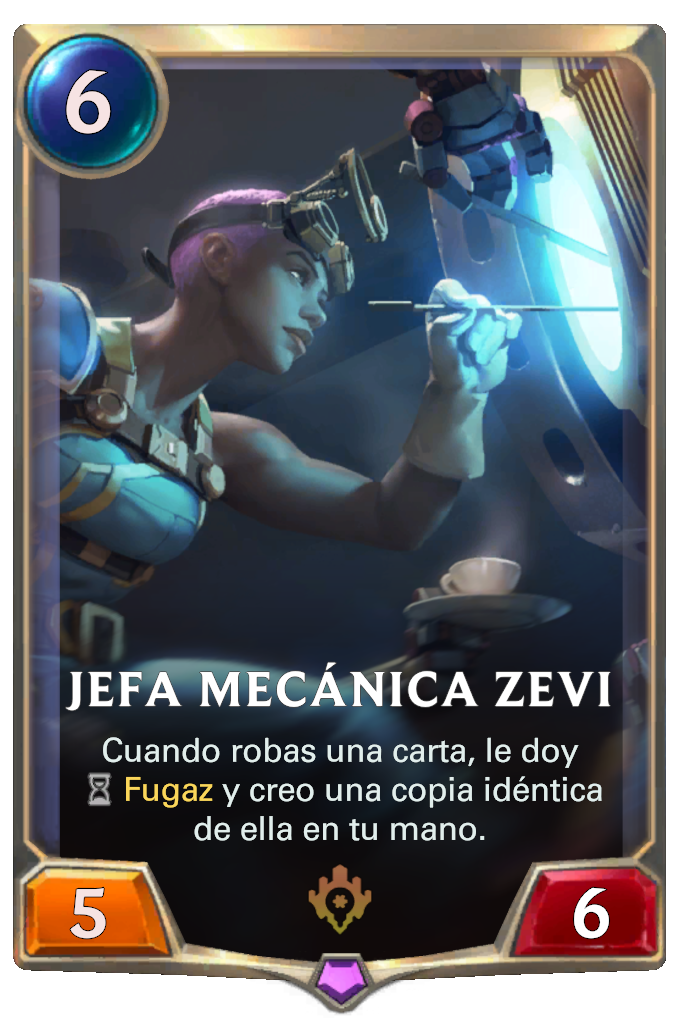 6
JEFA MECÁNICA ZEVI
Cuando robas una carta, le doy
Fugaz y creo una copia idéntica
de ella en tu mano.
5
6